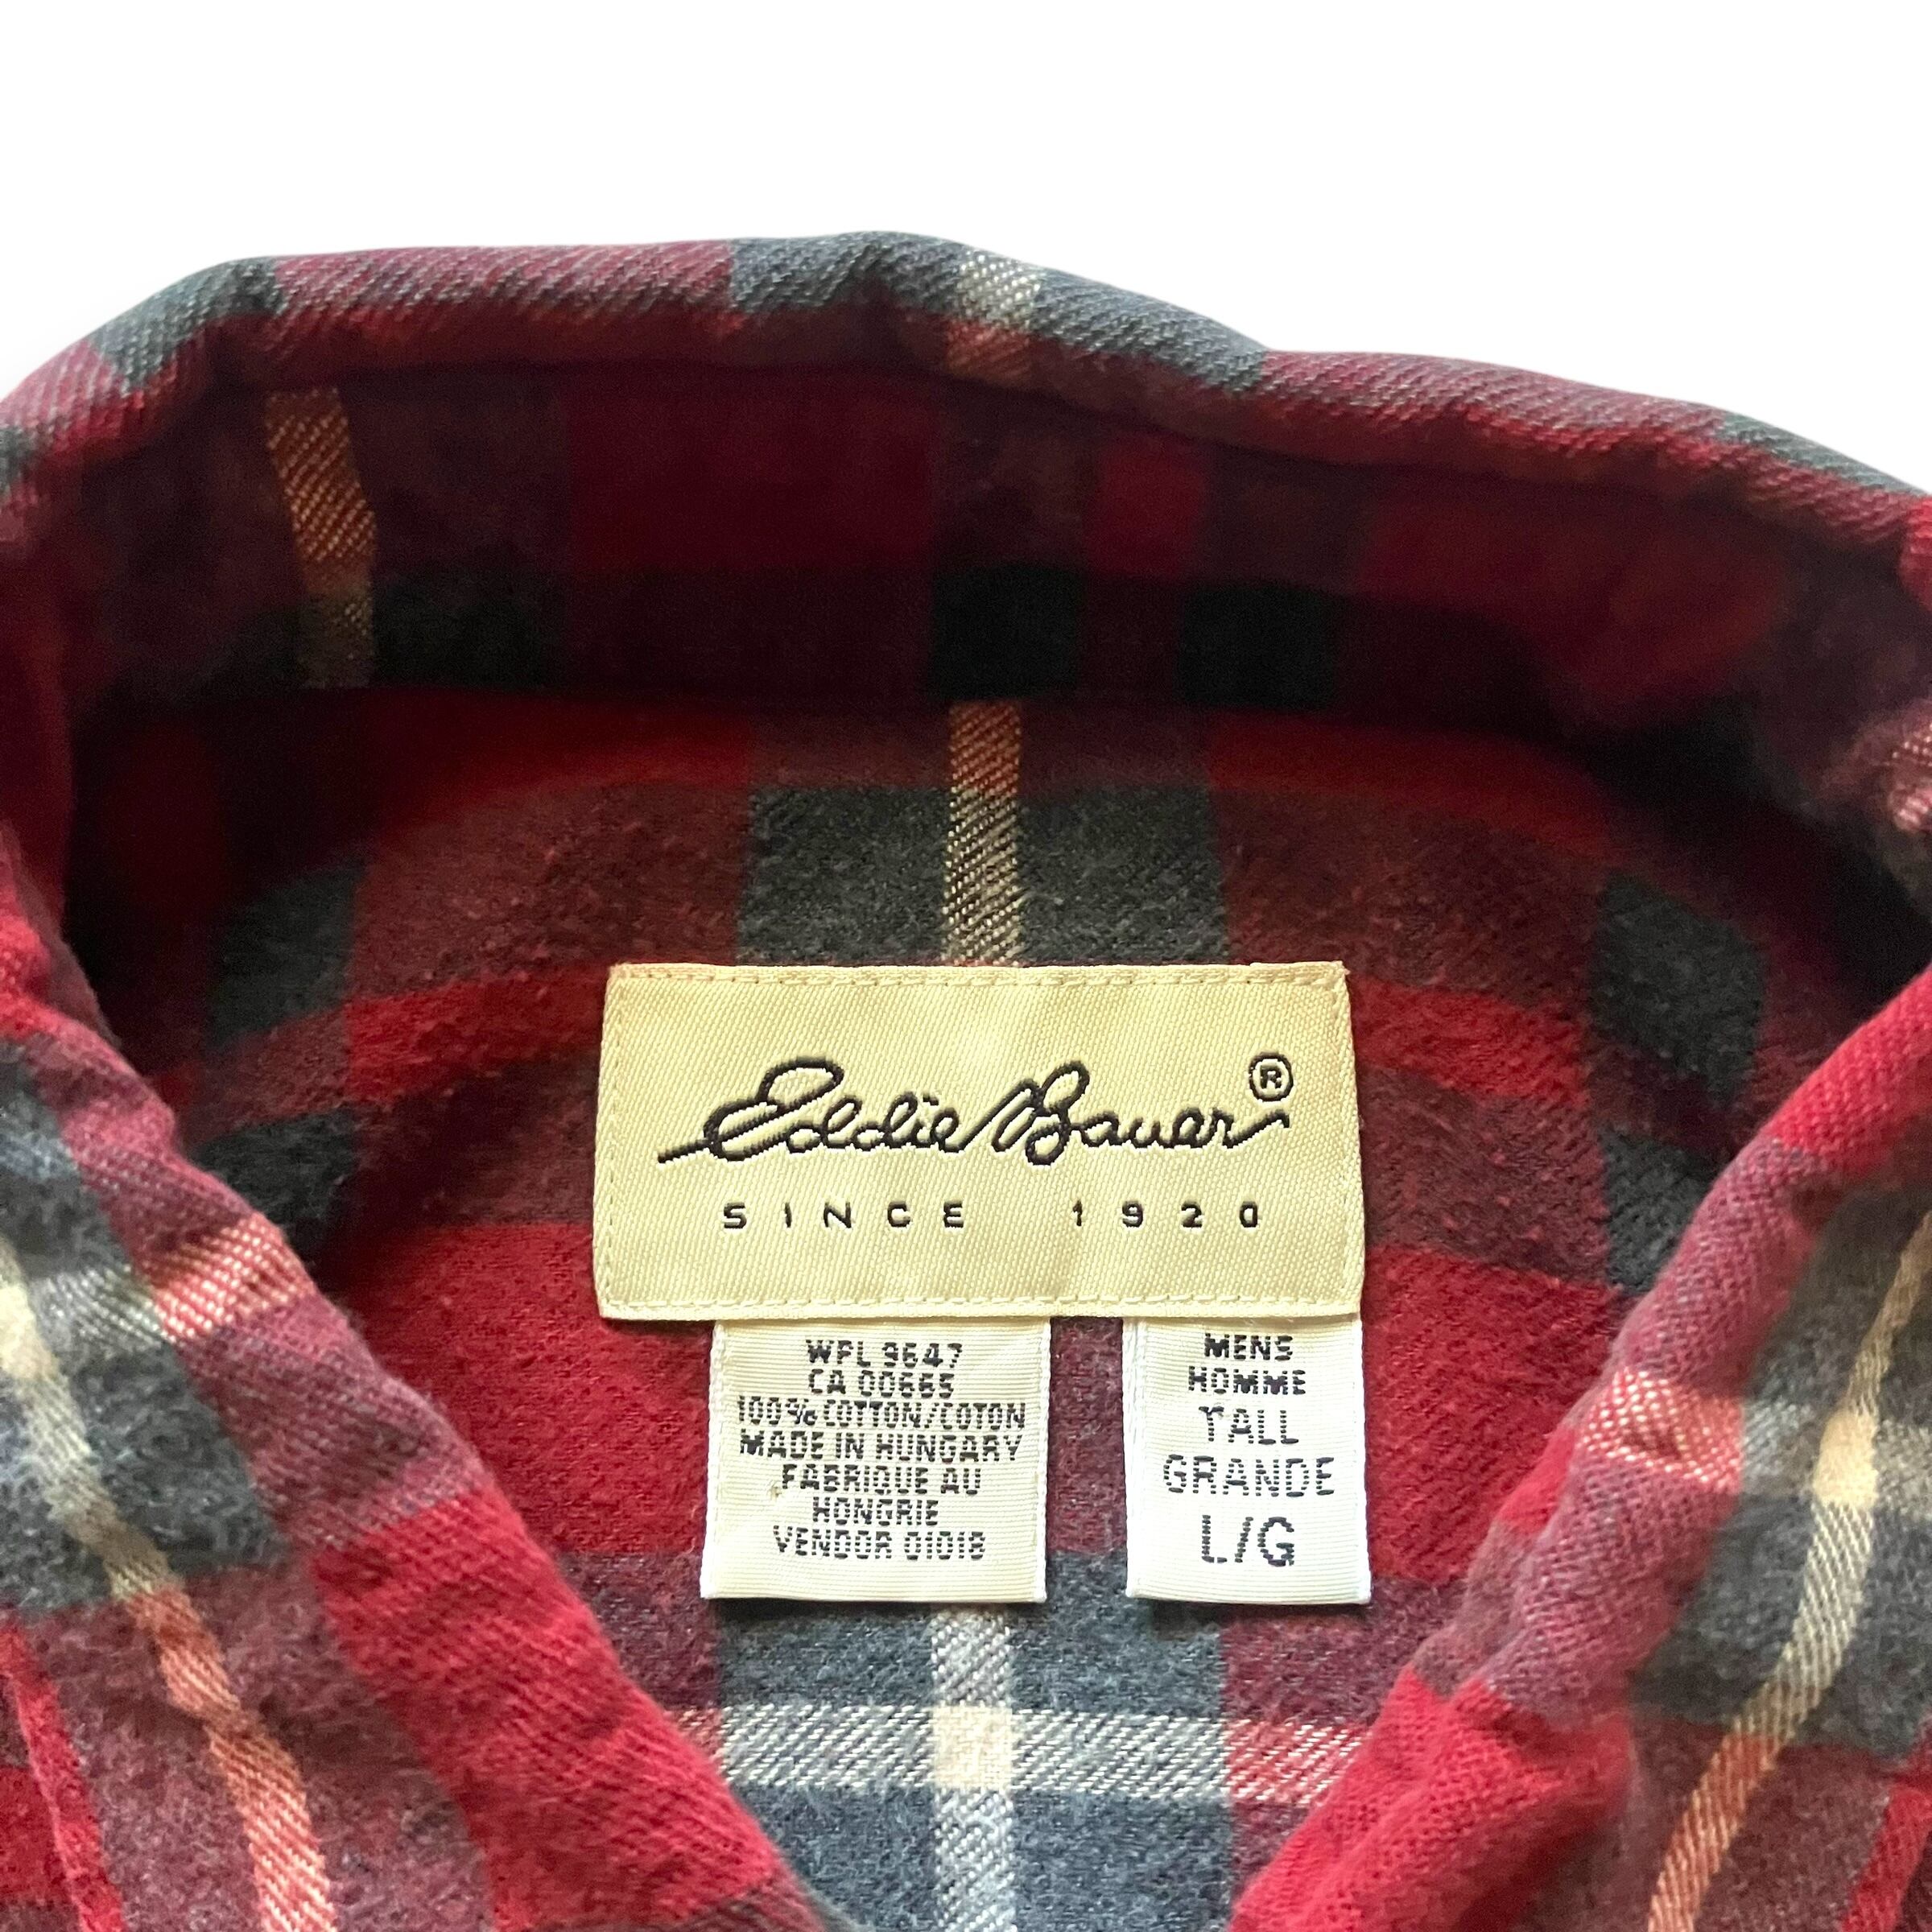 Eddie Bauer®
SINCE 1920
WPL 9647
CA 00665
100% COTTON/COTON
MADE IN HUNGARY
FABRIQUE AU
HONGRIE
VENDOR 01018
MENS
HOMME
TALL
GRANDE
L/G